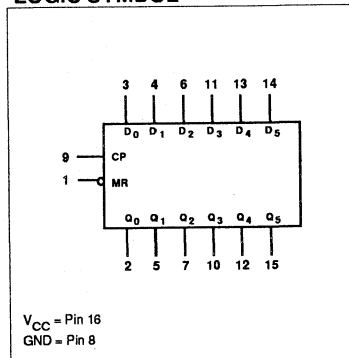 LOGIC SYMBOL
3 4 6 11 13 14
D0 D1 D2 D3 D4 D5
9 CP
1 MR
Q0 Q1 Q2 Q3 Q4 Q5
2 5 7 10 12 15
VCC = Pin 16
GND = Pin 8